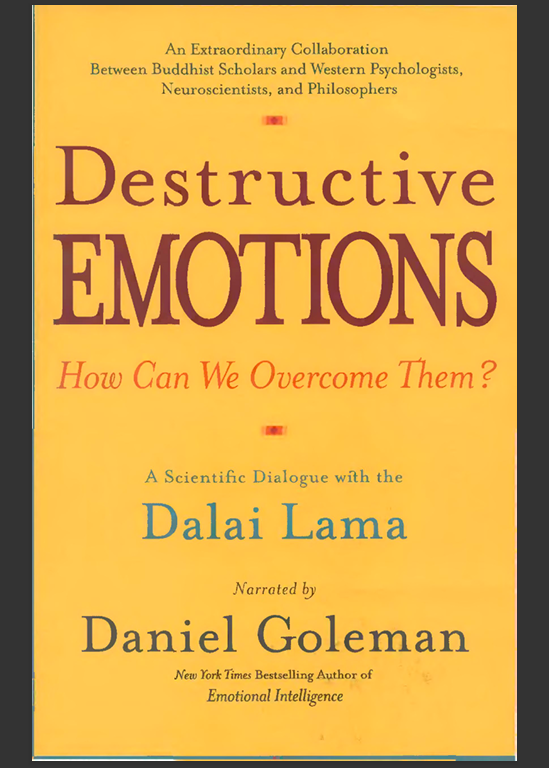 An Extraordinary Collaboration
Between Buddhist Scholars and Western Psychologists,
Neuroscientists, and Philosophers
Destructive
EMOTIONS
How Can We Overcome Them?
A Scientific Dialogue with the
Dalai Lama
Narrated by
Daniel Goleman
New York Times Bestselling Author of
Emotional Intelligence